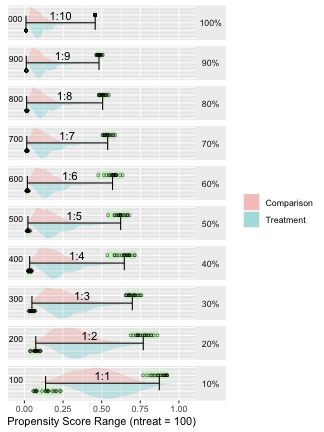 000 1:10 100%
900 1:9 90%
800 1:8 80%
700 1:7 70%
600 1:6 60%
500 1:5 50%
400 1:4 40%
300 1:3 30%
200 1:2 20%
100 1:1 10%
Comparison
Treatment
0.00 0.25 0.50 0.75 1.00
Propensity Score Range (ntreat = 100)